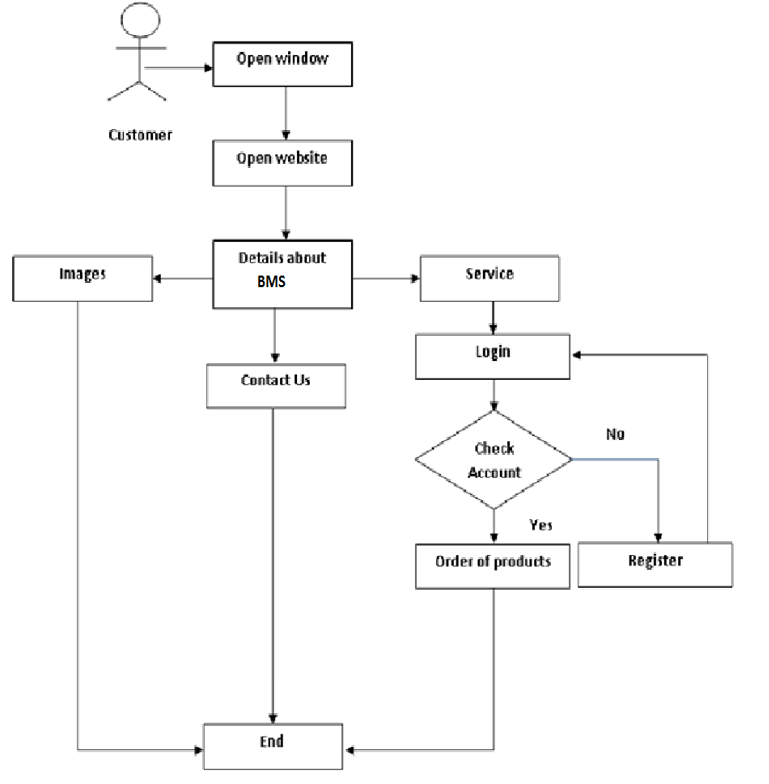 Open window
Customer
Open website
Images
Details about
BMS
Service
Login
Contact Us
No
Check
Account
Yes
Order of products
Register
End